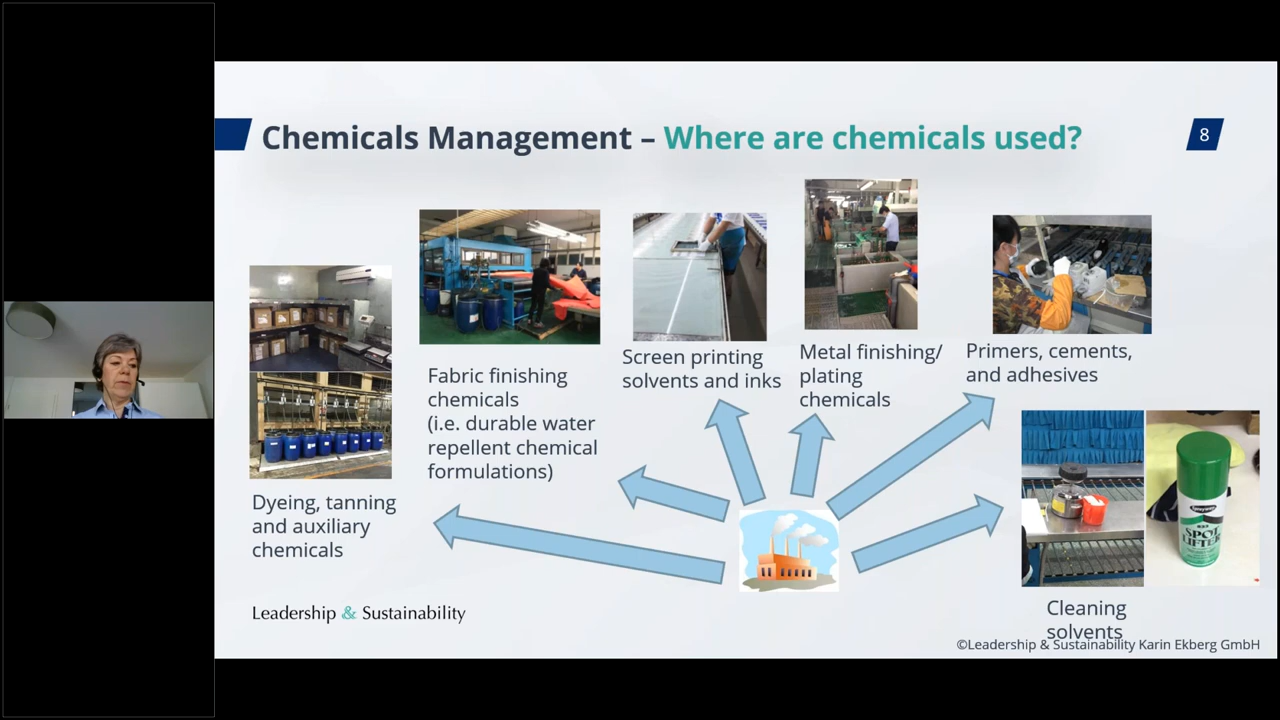 Chemicals Management – Where are chemicals used?
8
Dyeing, tanning
and auxiliary
chemicals
Fabric finishing
chemicals
(i.e. durable water
repellent chemical
formulations)
Screen printing
solvents and inks
Metal finishing/
plating
chemicals
Primers, cements,
and adhesives
SPOT
LIFTER
Cleaning
solvents
Leadership & Sustainability
©Leadership & Sustainability Karin Ekberg GmbH